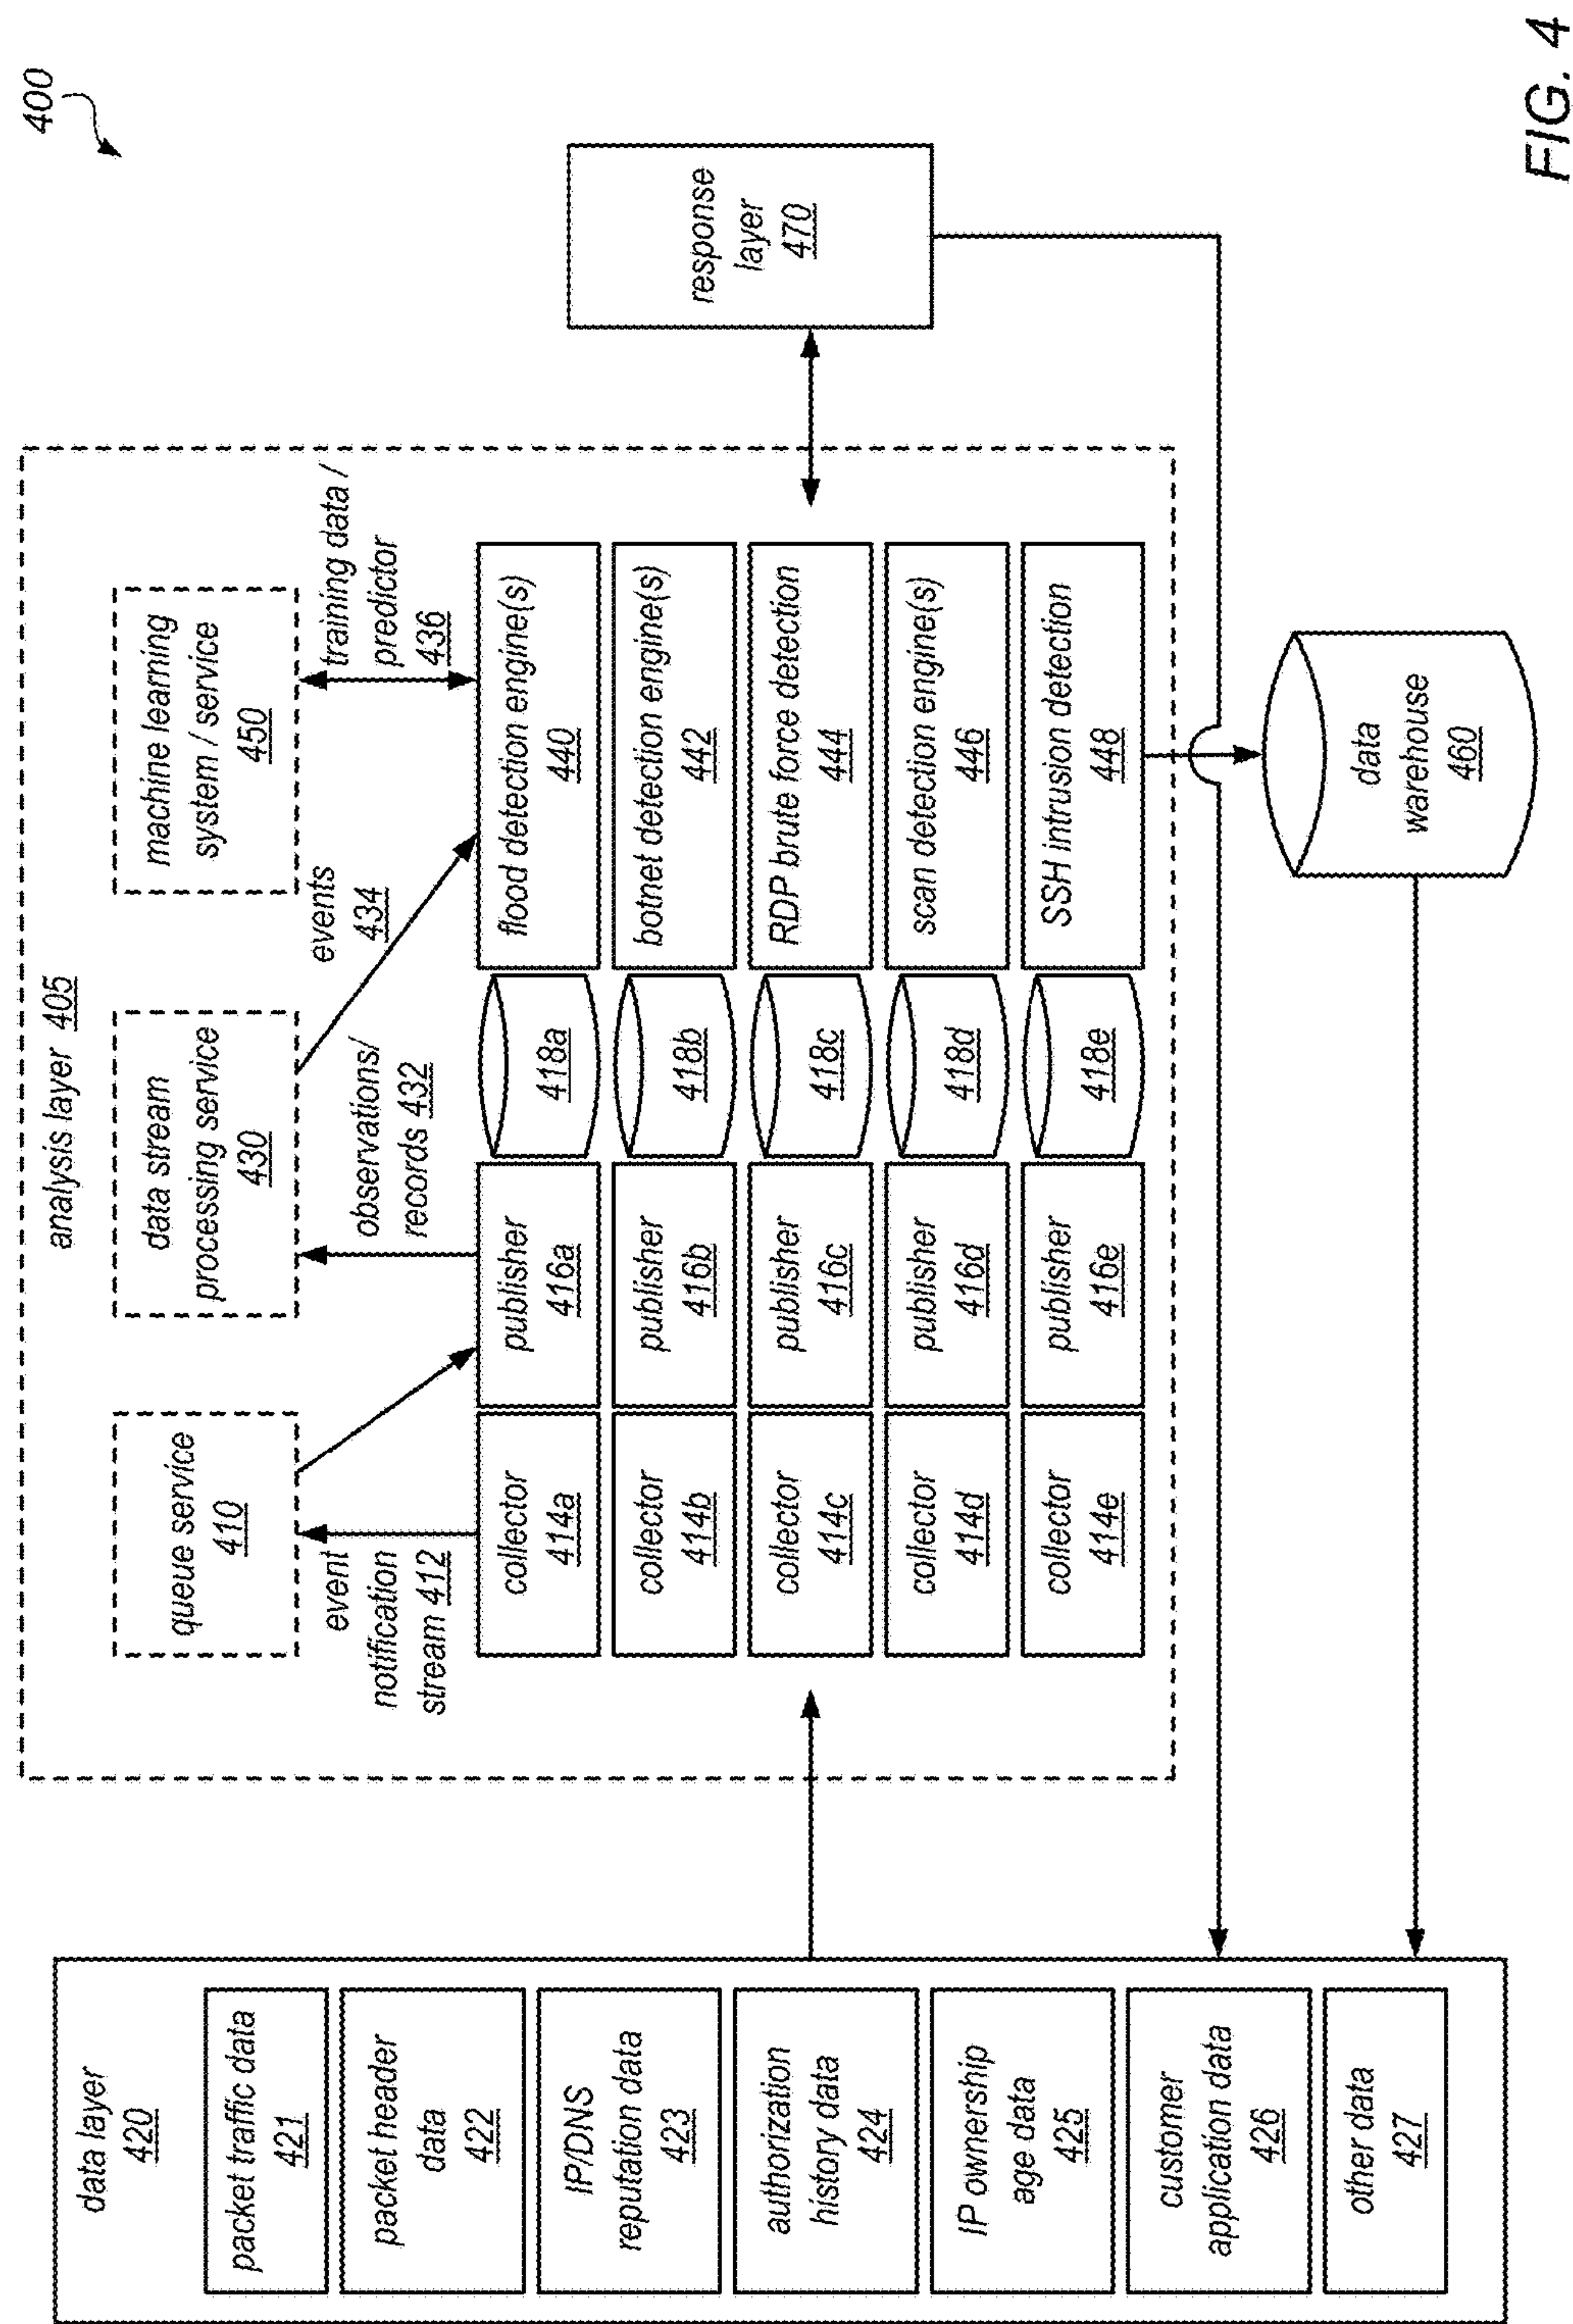 400
analysis layer 405
queue service
410
data stream
processing service
430
machine learning
system / service
450
event
notification
stream 412
observations/
records 432
events
434
training data /
predictor
436
collector
414a
publisher
416a
418a
flood detection engine(s)
440
collector
414b
publisher
416b
418b
botnet detection engine(s)
442
collector
414c
publisher
416c
418c
RDP brute force detection
444
collector
414d
publisher
416d
418d
scan detection engine(s)
446
collector
414e
publisher
416e
418e
SSH intrusion detection
448
data layer
420
packet traffic data
421
packet header
data
422
IP/DNS
reputation data
423
authorization
history data
424
IP ownership
age data
425
customer
application data
426
other data
427
response
layer
470
data
warehouse
460
FIG. 4